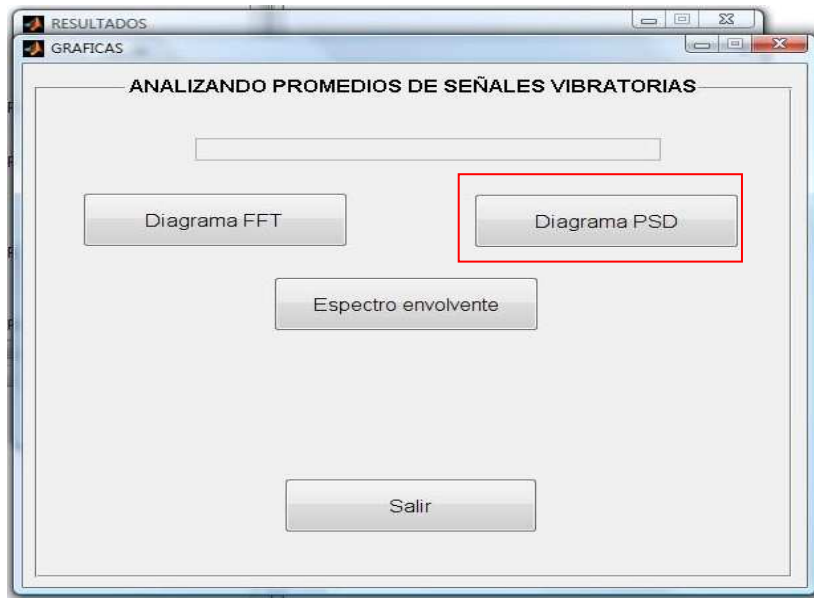 RESULTADOS
GRAFICAS
ANALIZANDO PROMEDIOS DE SEÑALES VIBRATORIAS
Diagrama FFT
Diagrama PSD
Espectro envolvente
Salir